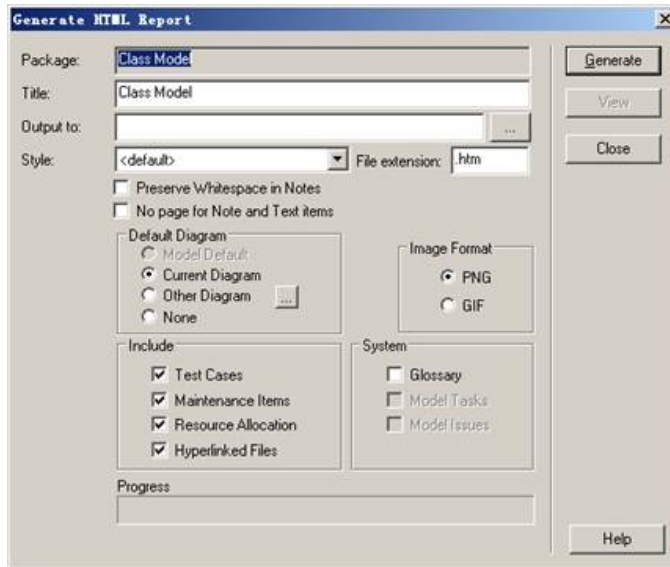 Generate HTML Report
Package: Class Model Generate
Title: Class Model View
Output to: ...
Close
Style: <default> File extension: .htm
Preserve Whitespace in Notes
No page for Note and Text items
Default Diagram
Model Default
Current Diagram
Other Diagram ...
None
Image Format
PNG
GIF
Include
Test Cases
Maintenance Items
Resource Allocation
Hyperlinked Files
System
Glossary
Model Tasks
Model Issues
Progress
Help